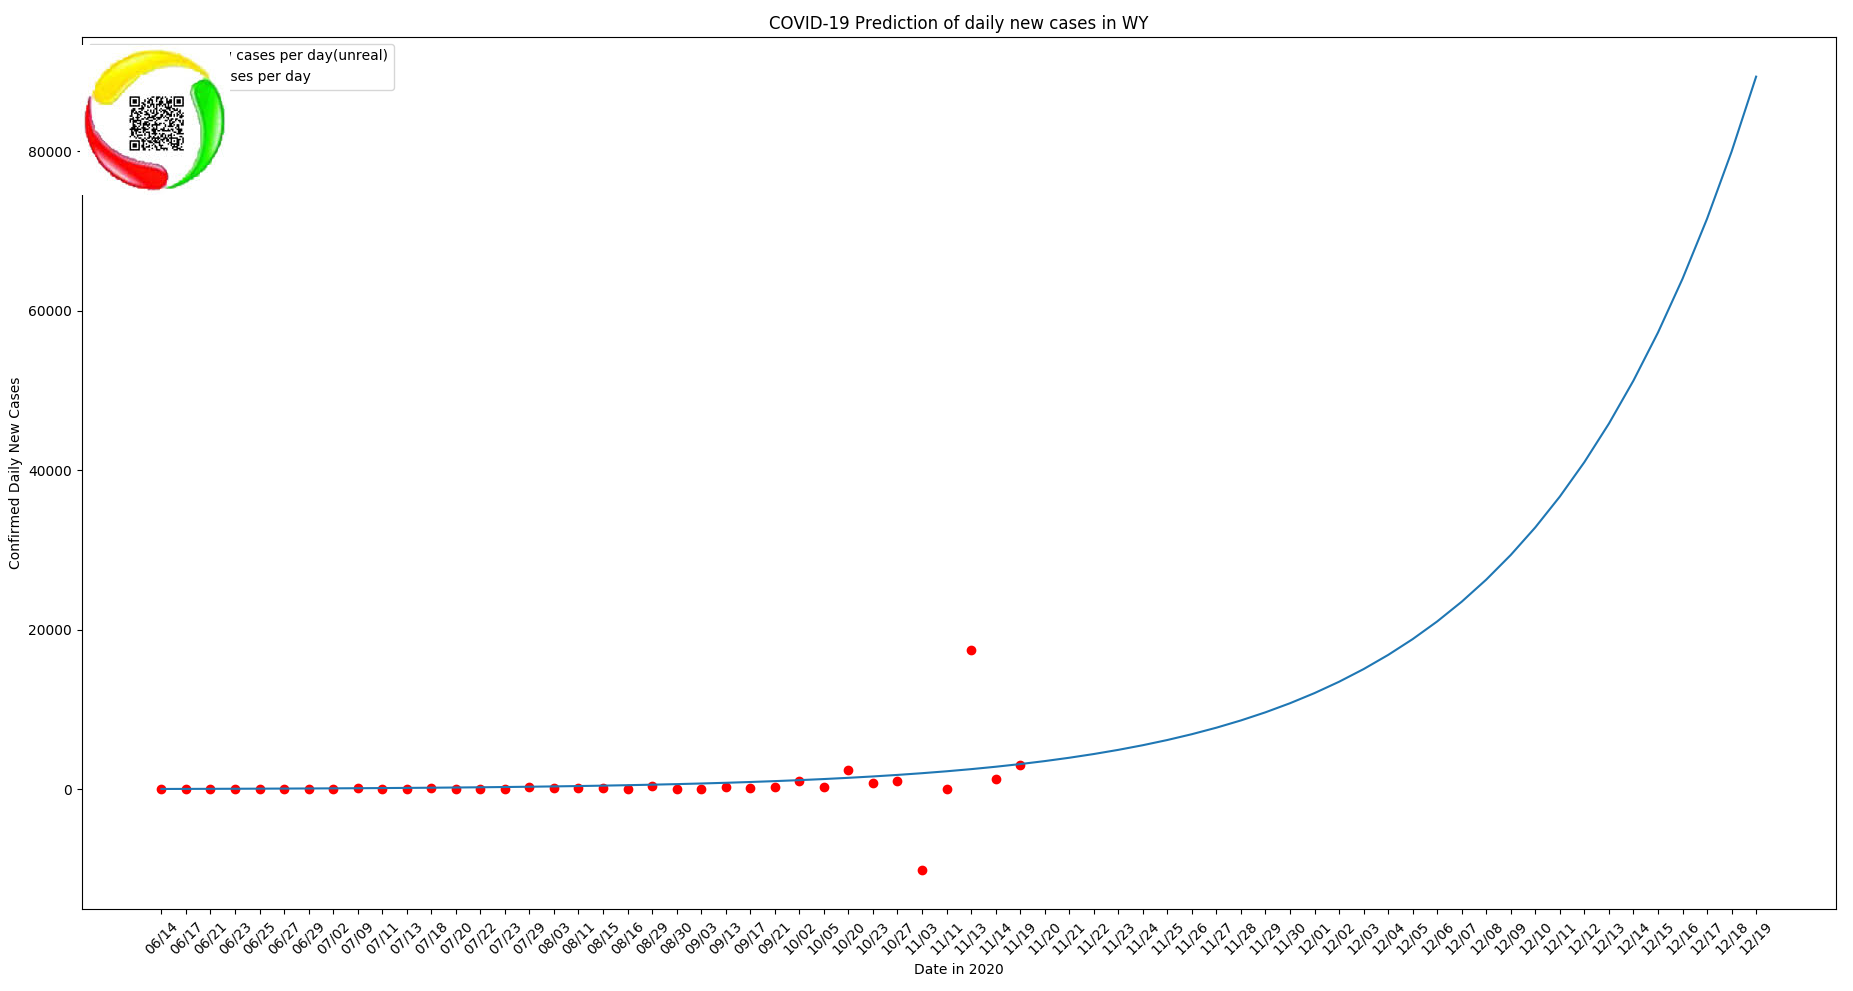 COVID-19 Prediction of daily new cases in WY
cases per day(unreal)
ses per day
80000
60000
40000
20000
0
Confirmed Daily New Cases
06/14 06/17 06/21 06/23 06/25 06/27 06/29 07/02 07/09 07/11 07/13 07/18 07/20 07/22 07/23 07/29 08/03 08/11 08/15 08/16 08/29 08/30 09/03 09/13 09/17 09/21 10/02 10/05 10/20 10/23 10/27 11/03 11/11 11/13 11/14 11/19 11/20 11/21 11/22 11/23 11/24 11/25 11/26 11/27 11/28 11/29 11/30 12/01 12/02 12/03 12/04 12/05 12/06 12/07 12/08 12/09 12/10 12/11 12/12 12/13 12/14 12/15 12/16 12/17 12/18 12/19
Date in 2020